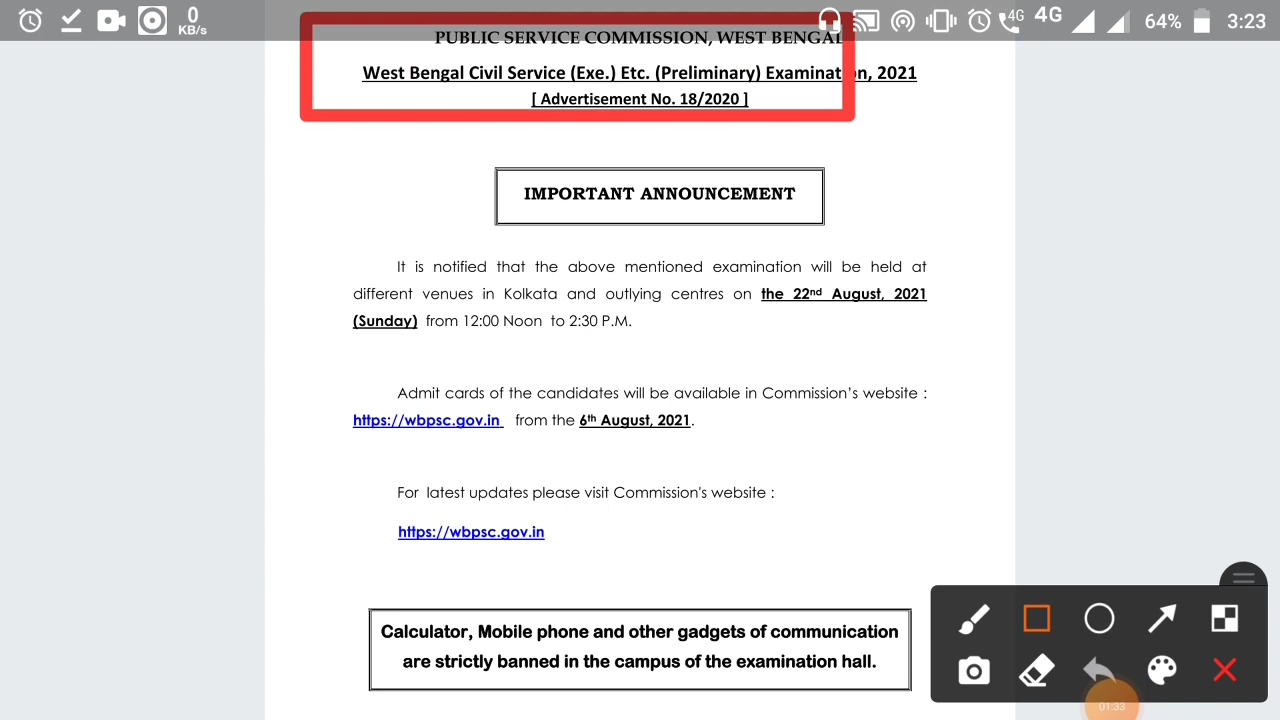 0
KB/s
4G
4G
64%
3:23
PUBLIC SERVICE COMMISSION, WEST BENGAL
West Bengal Civil Service (Exe.) Etc. (Preliminary) Examination, 2021
[ Advertisement No. 18/2020 ]
IMPORTANT ANNOUNCEMENT
It is notified that the above mentioned examination will be held at
different venues in Kolkata and outlying centres on the 22nd August, 2021
(Sunday) from 12:00 Noon to 2:30 P.M.
Admit cards of the candidates will be available in Commission's website :
https://wbpsc.gov.in from the 6th August, 2021.
For latest updates please visit Commission's website :
https://wbpsc.gov.in
Calculator, Mobile phone and other gadgets of communication
are strictly banned in the campus of the examination hall.
01:33